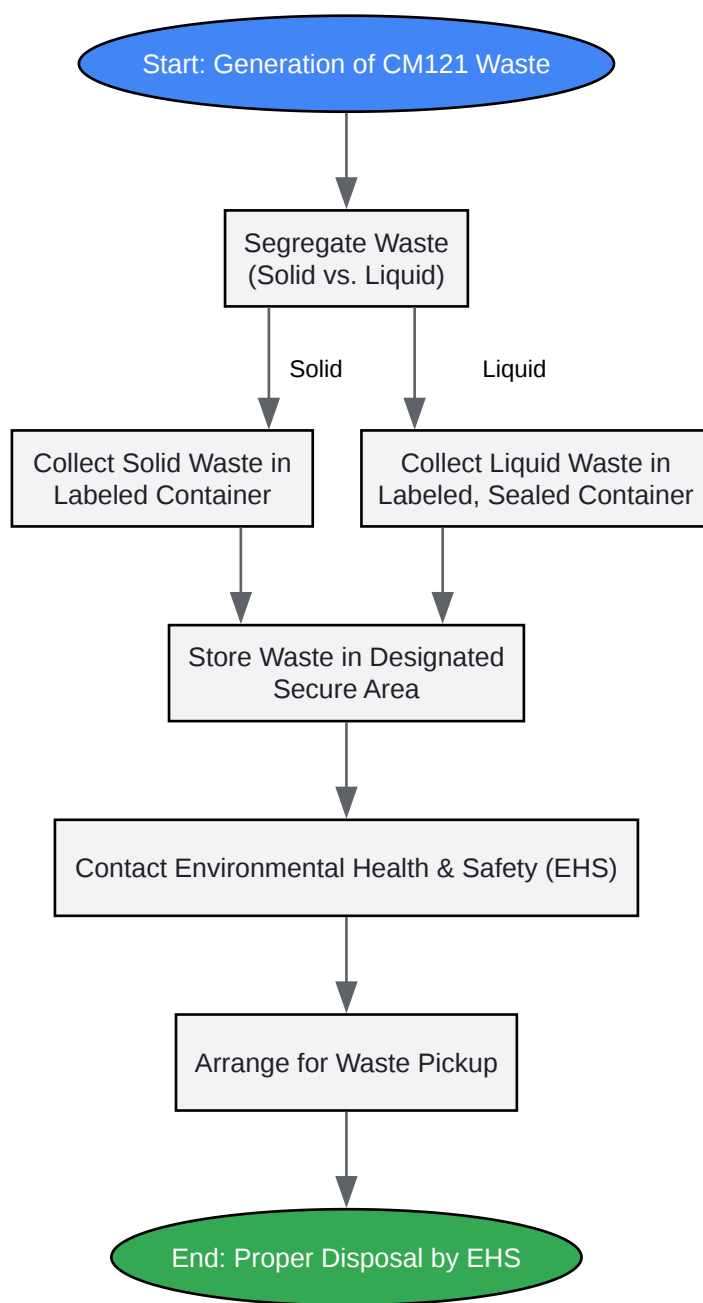 Start: Generation of CM121 Waste
Segregate Waste
(Solid vs. Liquid)
Solid
Liquid
Collect Solid Waste in
Labeled Container
Collect Liquid Waste in
Labeled, Sealed Container
Store Waste in Designated
Secure Area
Contact Environmental Health & Safety (EHS)
Arrange for Waste Pickup
End: Proper Disposal by EHS